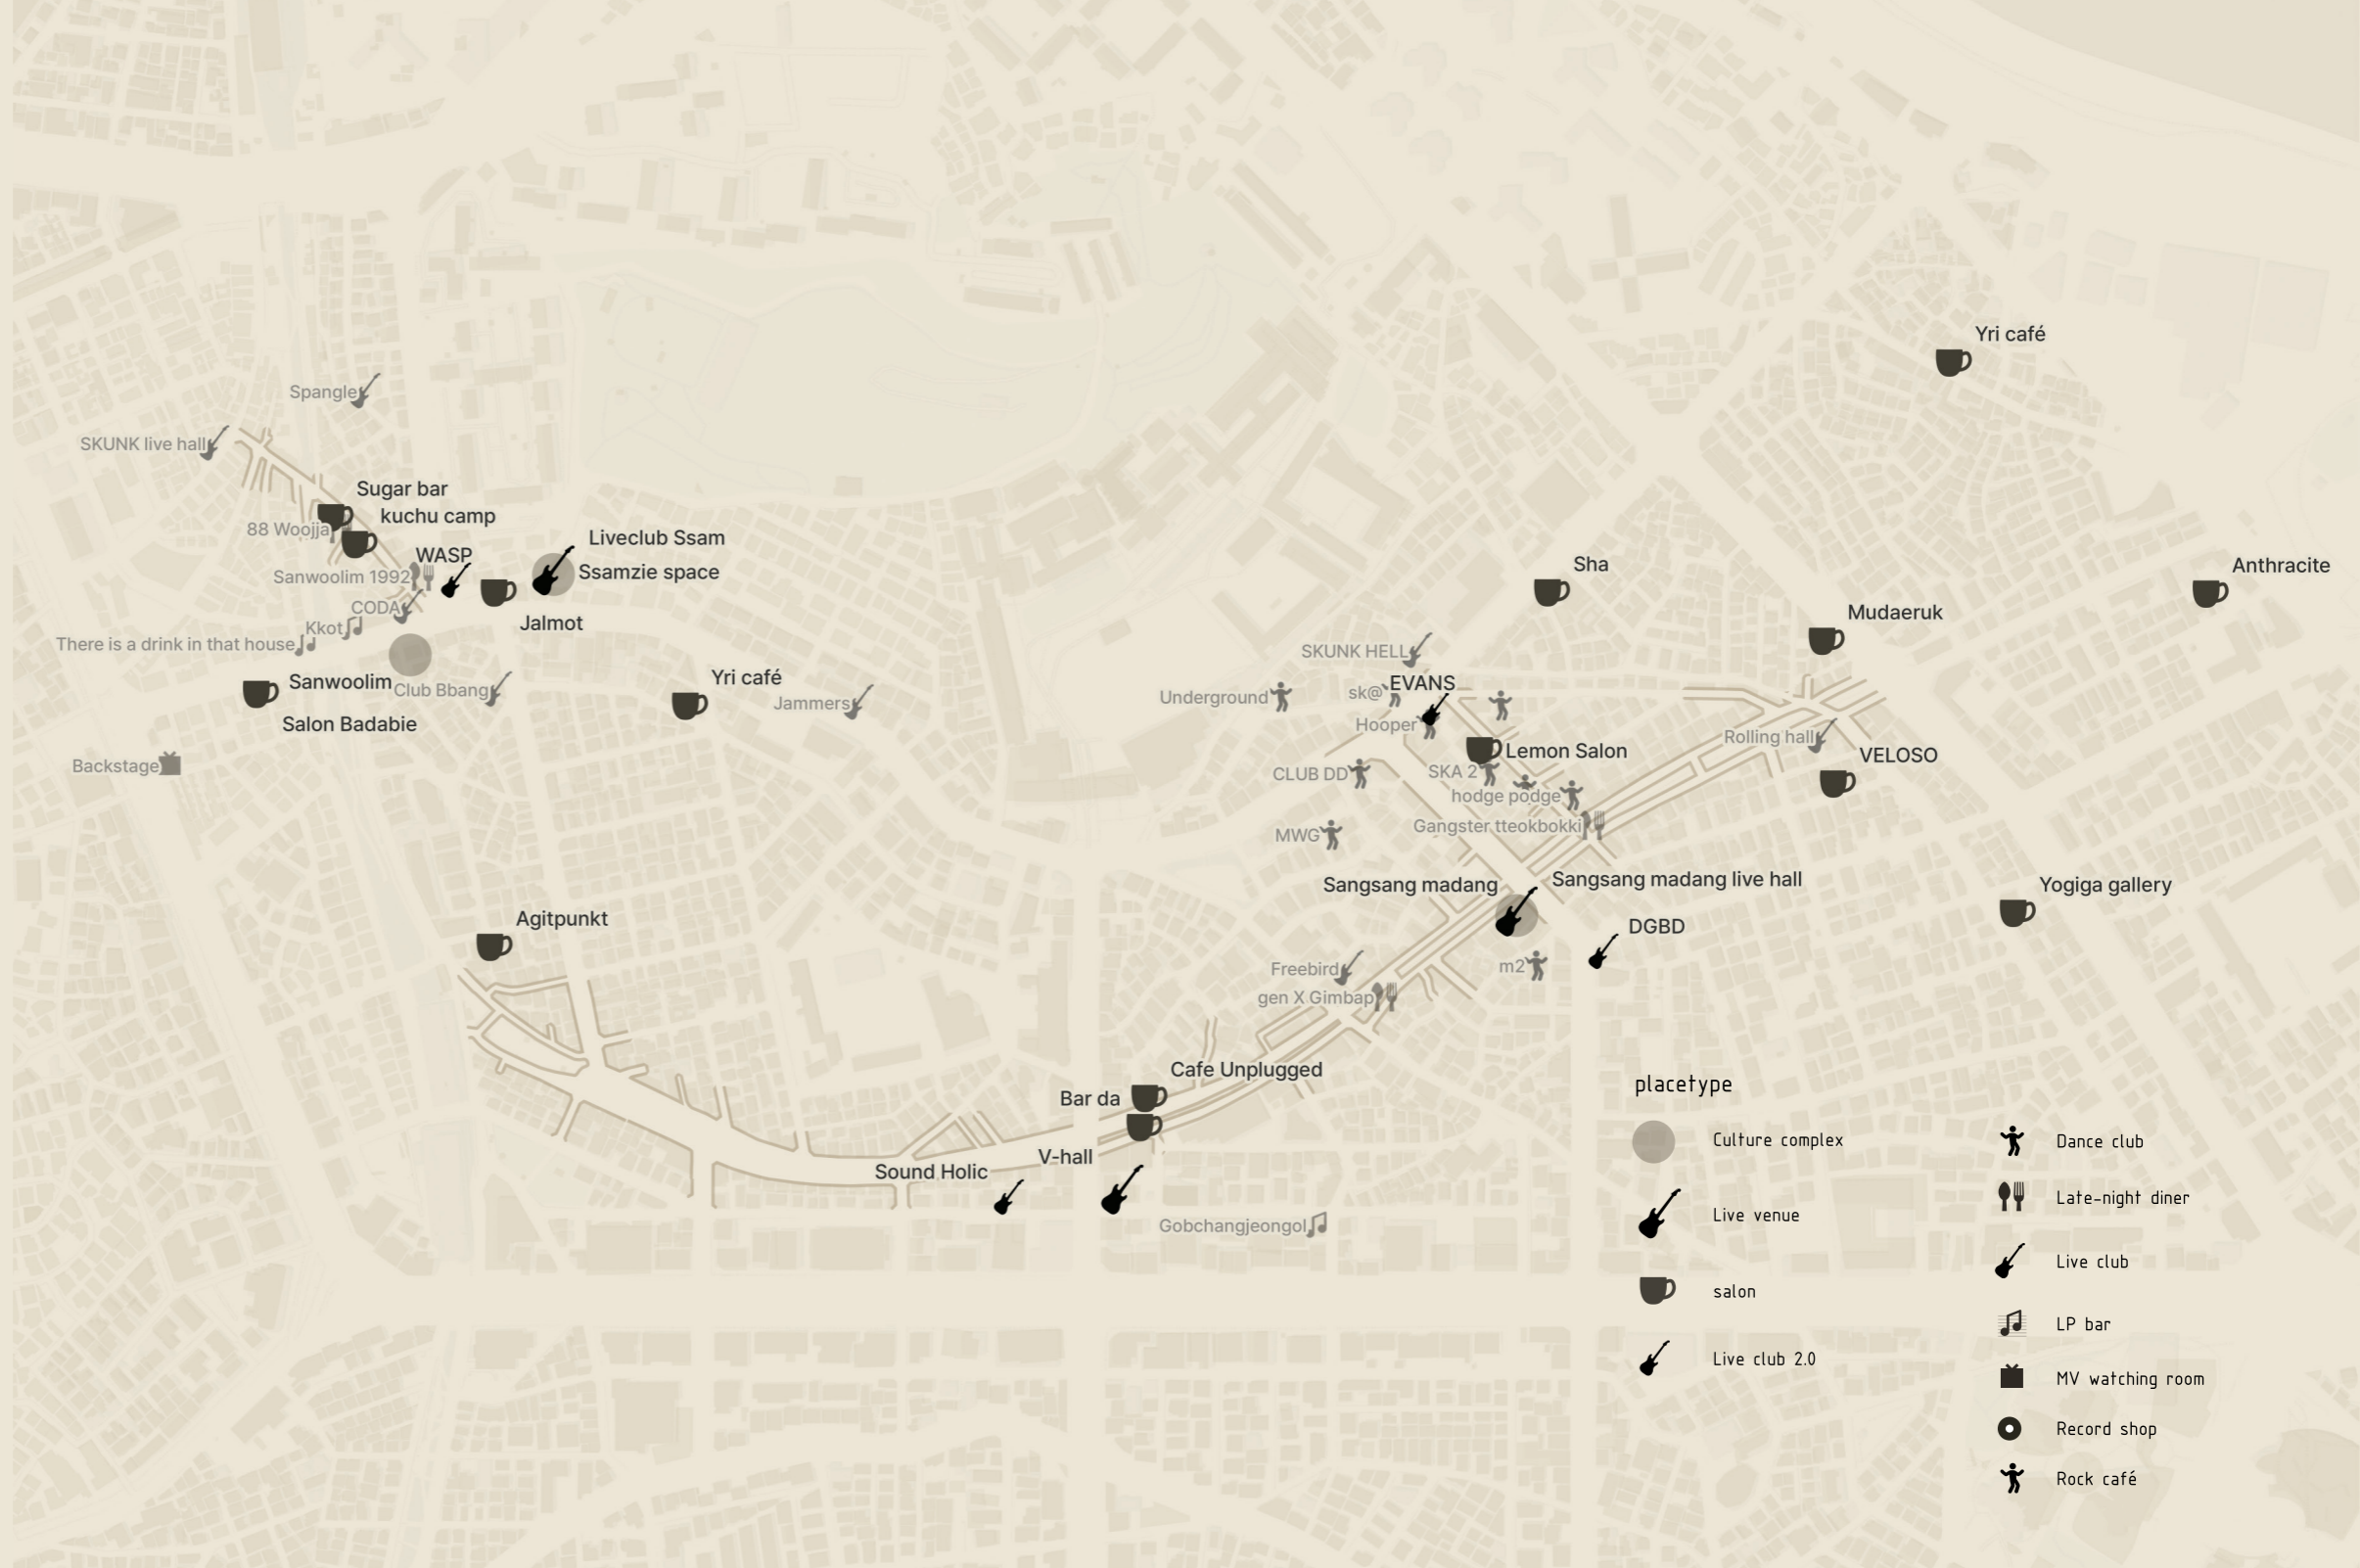 Yri café
Spangle
SKUNK live hall
Sugar bar
kuchu camp
88 Woojja
Liveclub Ssam
WASP
Ssamzie space
Sanwoolim 1992
Sha
Anthracite
CODA
Jalmot
Mudaeruk
Kkot
There is a drink in that house
SKUNK HELL
Sanwoolim
Club Bbang
Yri café
Jammers
Underground
sk@
EVANS
Salon Badabie
Hooper
Rolling hall
Lemon Salon
VELOSO
Backstage
CLUB DD
SKA 2
hodge podge
Gangster tteokbokki
MWG
Sangsang madang
Sangsang madang live hall
Yogiga gallery
Agitpunkt
DGBD
Freebird
m2
gen X Gimbap
Cafe Unplugged
Bar da
V-hall
Sound Holic
Gobchangjeongol
placetype
Culture complex
Live venue
salon
Live club 2.0
Dance club
Late-night diner
Live club
LP bar
MV watching room
Record shop
Rock café